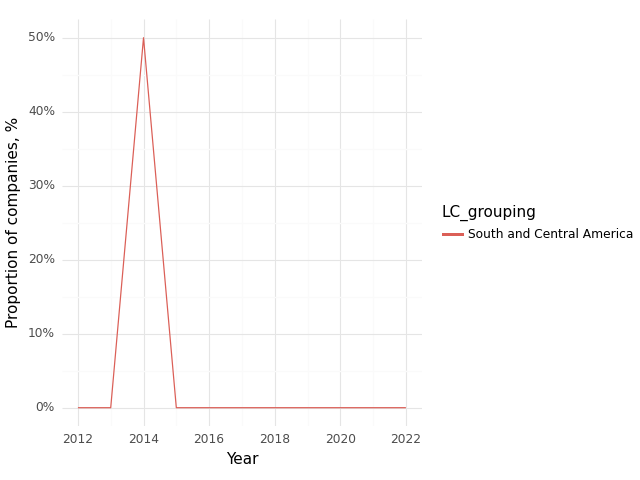 50%
40%
30%
20%
10%
0%
Proportion of companies, %
2012 2014 2016 2018 2020 2022
Year
LC_grouping
South and Central America